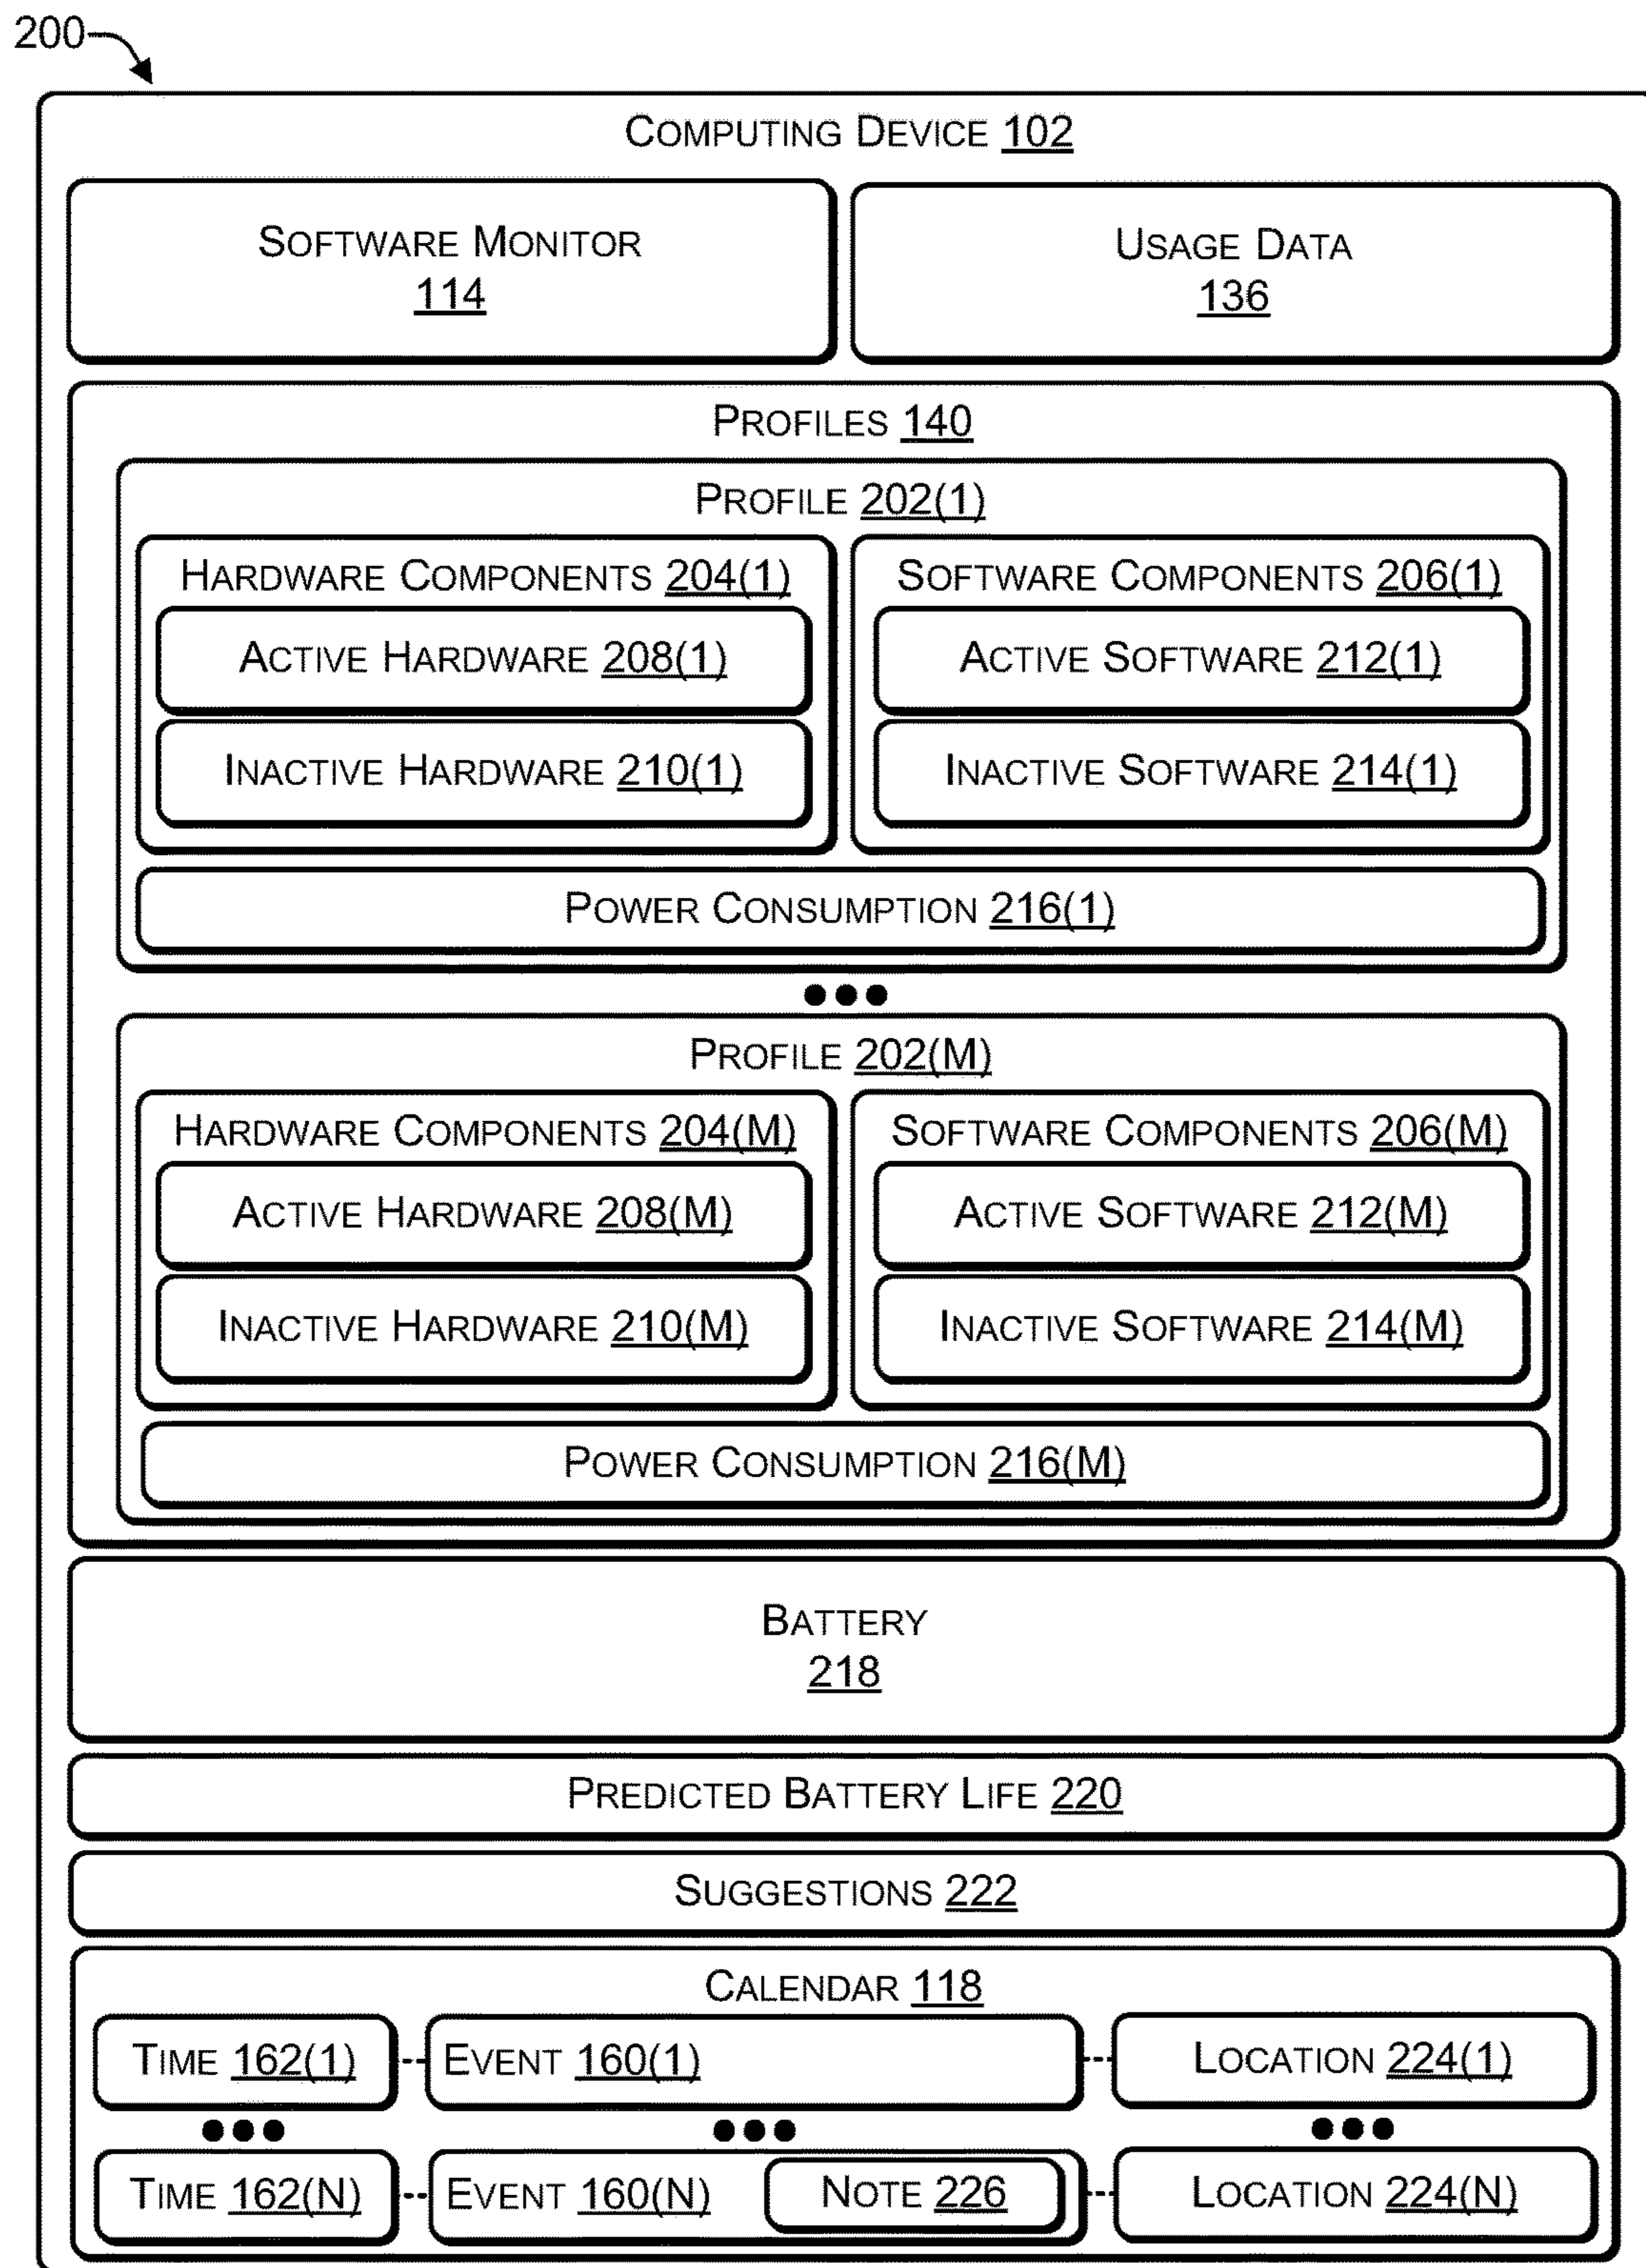 200
COMPUTING DEVICE 102
SOFTWARE MONITOR
114
USAGE DATA
136
PROFILES 140
PROFILE 202(1)
HARDWARE COMPONENTS 204(1)
ACTIVE HARDWARE 208(1)
INACTIVE HARDWARE 210(1)
SOFTWARE COMPONENTS 206(1)
ACTIVE SOFTWARE 212(1)
INACTIVE SOFTWARE 214(1)
POWER CONSUMPTION 216(1)
PROFILE 202(M)
HARDWARE COMPONENTS 204(M)
ACTIVE HARDWARE 208(M)
INACTIVE HARDWARE 210(M)
SOFTWARE COMPONENTS 206(M)
ACTIVE SOFTWARE 212(M)
INACTIVE SOFTWARE 214(M)
POWER CONSUMPTION 216(M)
BATTERY
218
PREDICTED BATTERY LIFE 220
SUGGESTIONS 222
CALENDAR 118
TIME 162(1) EVENT 160(1) LOCATION 224(1)
TIME 162(N) EVENT 160(N) NOTE 226 LOCATION 224(N)